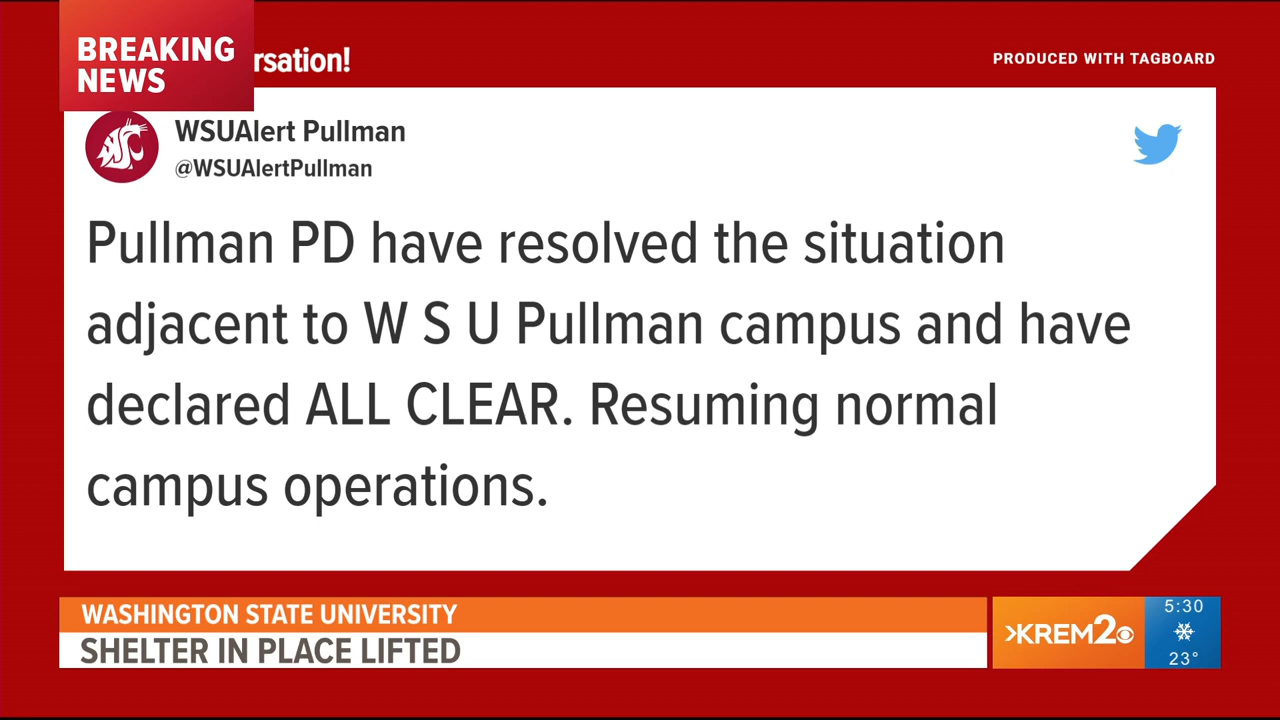 BREAKING
NEWS
rsation!
PRODUCED WITH TAGBOARD
WSUAlert Pullman
@WSUAlertPullman
Pullman PD have resolved the situation
adjacent to W S U Pullman campus and have
declared ALL CLEAR. Resuming normal
campus operations.
WASHINGTON STATE UNIVERSITY
SHELTER IN PLACE LIFTED
KREM2
5:30
23°